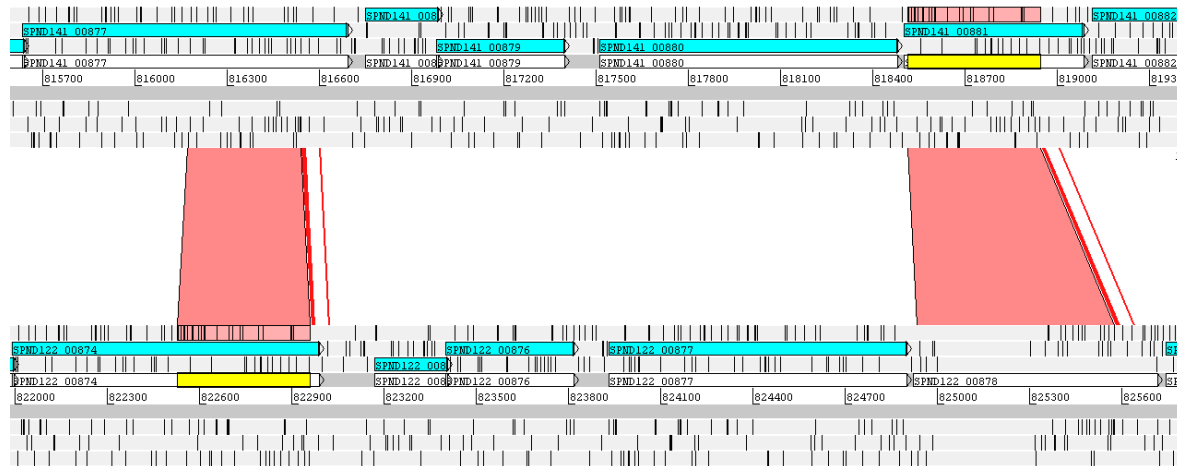 SPND141_008 SPND141_00882
SPND141_00877 SPND141_00881
SPND141_00879 SPND141_00880
SPND141_00877 SPND141_008 SPND141_00879 SPND141_00880 SPND141_00882
815700 816000 816300 816600 816900 817200 817500 817800 818100 818400 818700 819000 8193
SPND122_00874 SPND122_00876 SPND122_00877 SP
SPND122_008
SPND122_00874 SPND122_008 SPND122_00876 SPND122_00877 SPND122_00878
822000 822300 822600 822900 823200 823500 823800 824100 824400 824700 825000 825300 825600